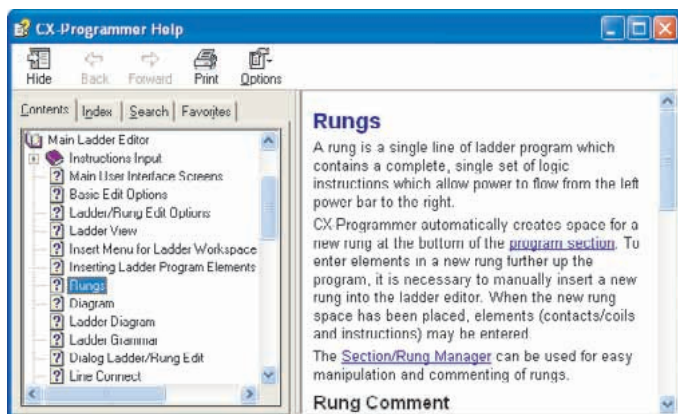 CX-Programmer Help
Hide Back Forward Print Options
Contents Index Search Favorites
Main Ladder Editor
Instructions Input
Main User Interface Screens
Basic Edit Options
Ladder/Rung Edit Options
Ladder View
Insert Menu for Ladder Workspace
Inserting Ladder Program Elements
Rungs
Diagram
Ladder Diagram
Ladder Grammar
Dialog Ladder/Rung Edit
Line Connect
Rungs
A rung is a single line of ladder program which
contains a complete, single set of logic
instructions which allow power to flow from the left
power bar to the right.
CX-Programmer automatically creates space for a
new rung at the bottom of the program section. To
enter elements in a new rung further up the
program, it is necessary to manually insert a new
rung into the ladder editor. When the new rung
space has been placed, elements (contacts/coils
and instructions) may be entered.
The Section/Rung Manager can be used for easy
manipulation and commenting of rungs.
Rung Comment